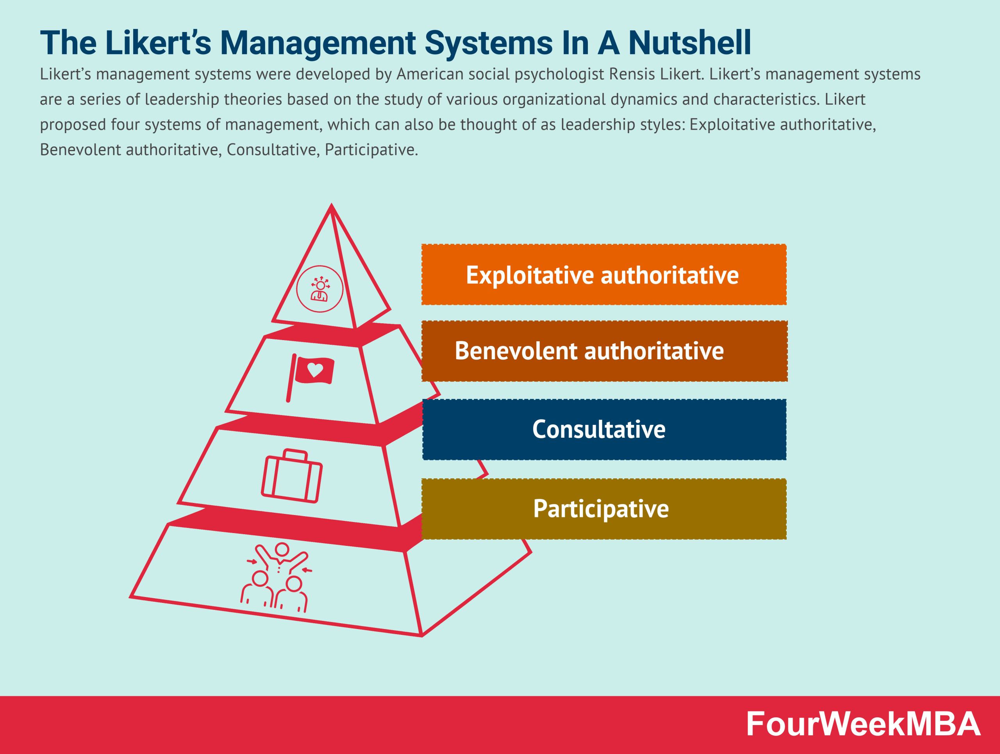 The Likert’s Management Systems In A Nutshell
Likert’s management systems were developed by American social psychologist Rensis Likert. Likert’s management systems
are a series of leadership theories based on the study of various organizational dynamics and characteristics. Likert
proposed four systems of management, which can also be thought of as leadership styles: Exploitative authoritative,
Benevolent authoritative, Consultative, Participative.
Exploitative authoritative
Benevolent authoritative
Consultative
Participative
FourWeekMBA